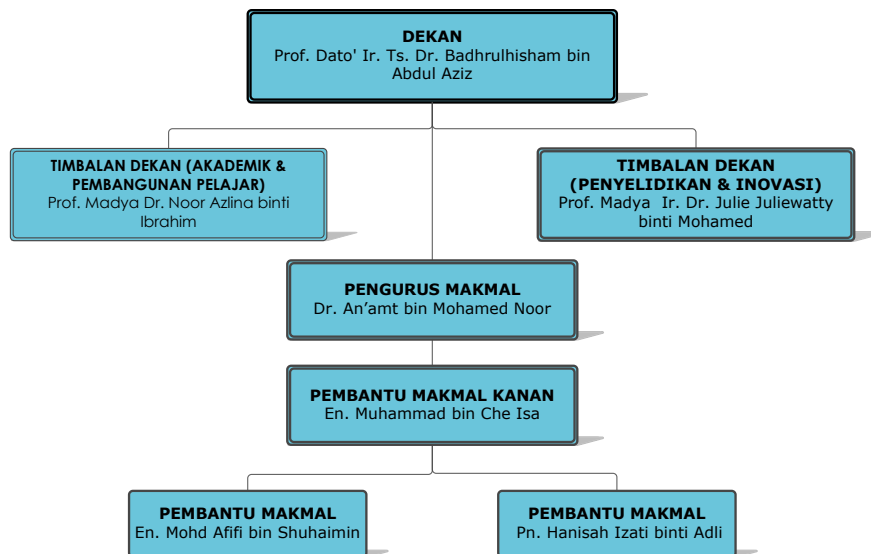 DEKAN
Prof. Dato' Ir. Ts. Dr. Badhrulhisham bin
Abdul Aziz
TIMBALAN DEKAN (AKADEMIK &
PEMBANGUNAN PELAJAR)
Prof. Madya Dr. Noor Azlina binti
Ibrahim
TIMBALAN DEKAN
(PENYELIDIKAN & INOVASI)
Prof. Madya Ir. Dr. Julie Juliewatty
binti Mohamed
PENGURUS MAKMAL
Dr. An’amt bin Mohamed Noor
PEMBANTU MAKMAL KANAN
En. Muhammad bin Che Isa
PEMBANTU MAKMAL
En. Mohd Afifi bin Shuhaimin
PEMBANTU MAKMAL
Pn. Hanisah Izati binti Adli